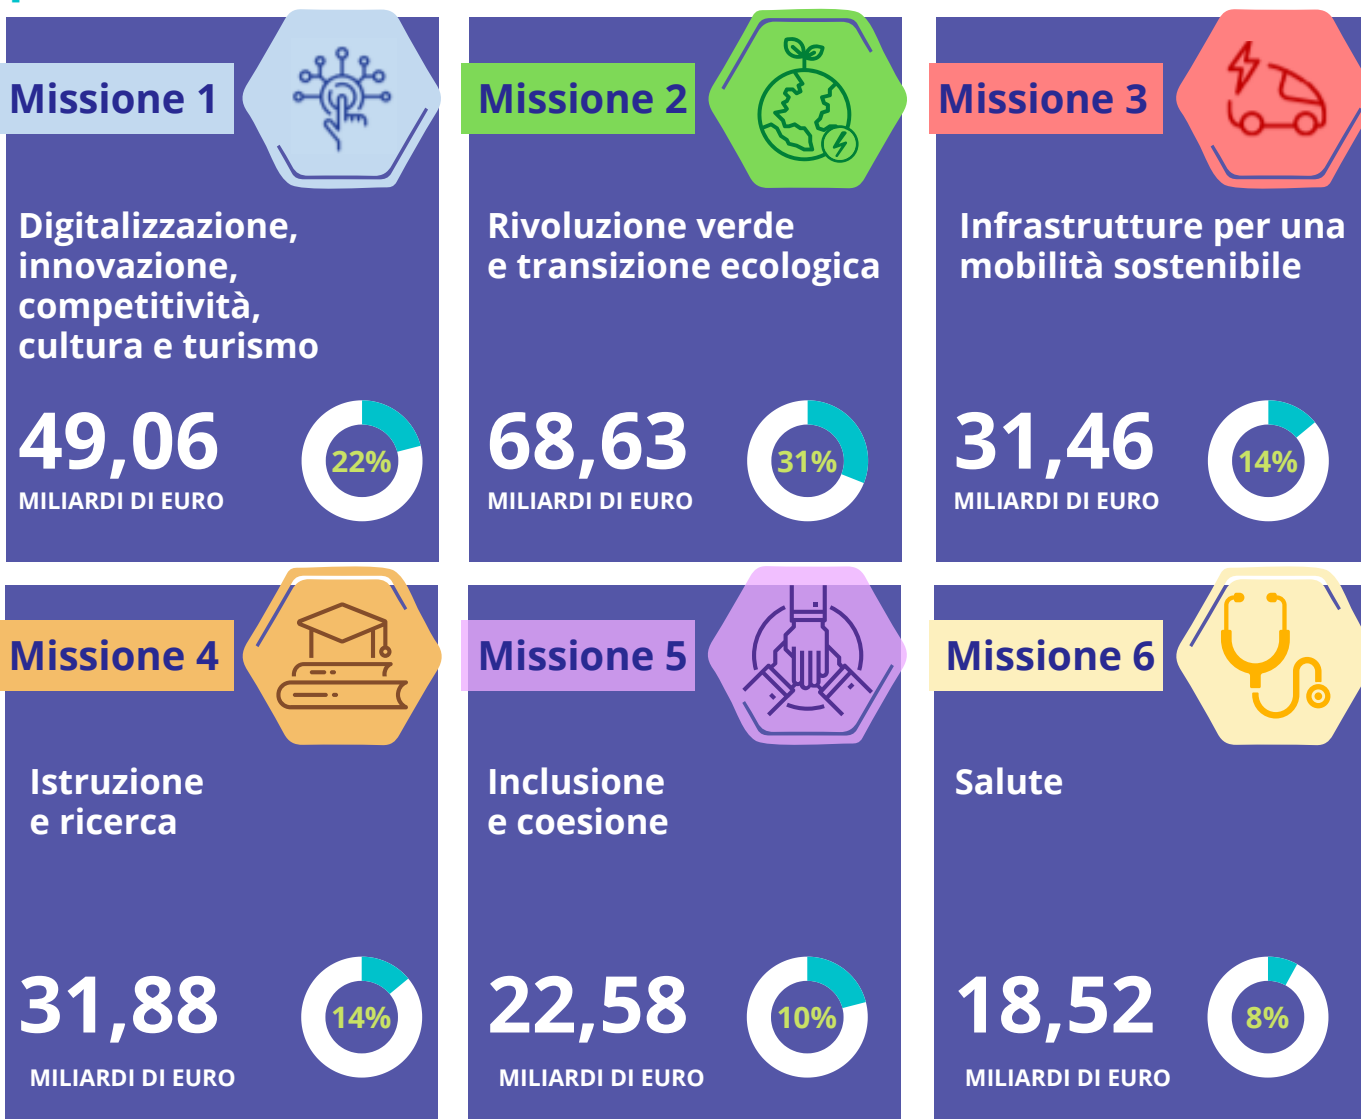 Missione 1
Digitalizzazione,
innovazione,
competitività,
cultura e turismo
49,06
22%
MILIARDI DI EURO
Missione 2
Rivoluzione verde
e transizione ecologica
68,63
31%
MILIARDI DI EURO
Missione 3
Infrastrutture per una
mobilità sostenibile
31,46
14%
MILIARDI DI EURO
Missione 4
Istruzione
e ricerca
31,88
14%
MILIARDI DI EURO
Missione 5
Inclusione
e coesione
22,58
10%
MILIARDI DI EURO
Missione 6
Salute
18,52
8%
MILIARDI DI EURO